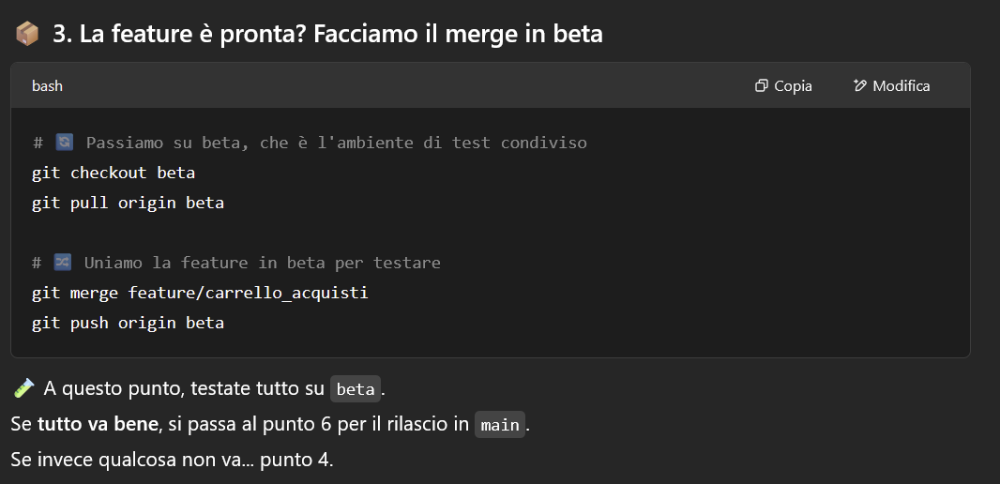 📦 3. La feature è pronta? Facciamo il merge in beta
bash Copia Modifica
# 🔄 Passiamo su beta, che è l'ambiente di test condiviso
git checkout beta
git pull origin beta
# 🔀 Uniamo la feature in beta per testare
git merge feature/carrello_acquisti
git push origin beta
🧪 A questo punto, testate tutto su beta.
Se tutto va bene, si passa al punto 6 per il rilascio in main.
Se invece qualcosa non va... punto 4.